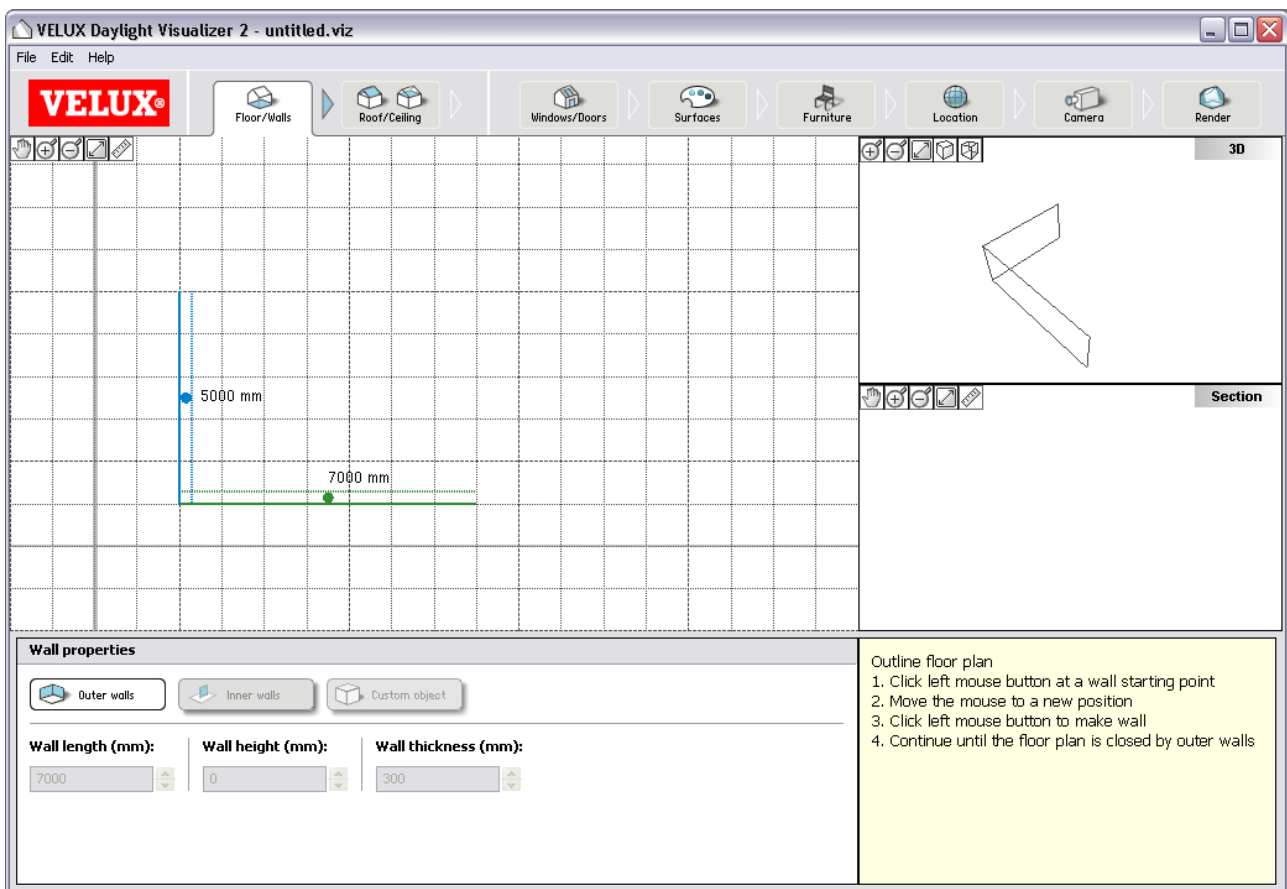 VELUX Daylight Visualizer 2 - untitled.viz
File Edit Help
VELUX®
Floor/Walls
Roof/Ceiling
Windows/Doors
Surfaces
Furniture
Location
Camera
Render
3D
5000 mm
7000 mm
Section
Wall properties
Outer walls
Inner walls
Custom object
Wall length (mm):
Wall height (mm):
Wall thickness (mm):
7000
0
300
Outline floor plan
1. Click left mouse button at a wall starting point
2. Move the mouse to a new position
3. Click left mouse button to make wall
4. Continue until the floor plan is closed by outer walls